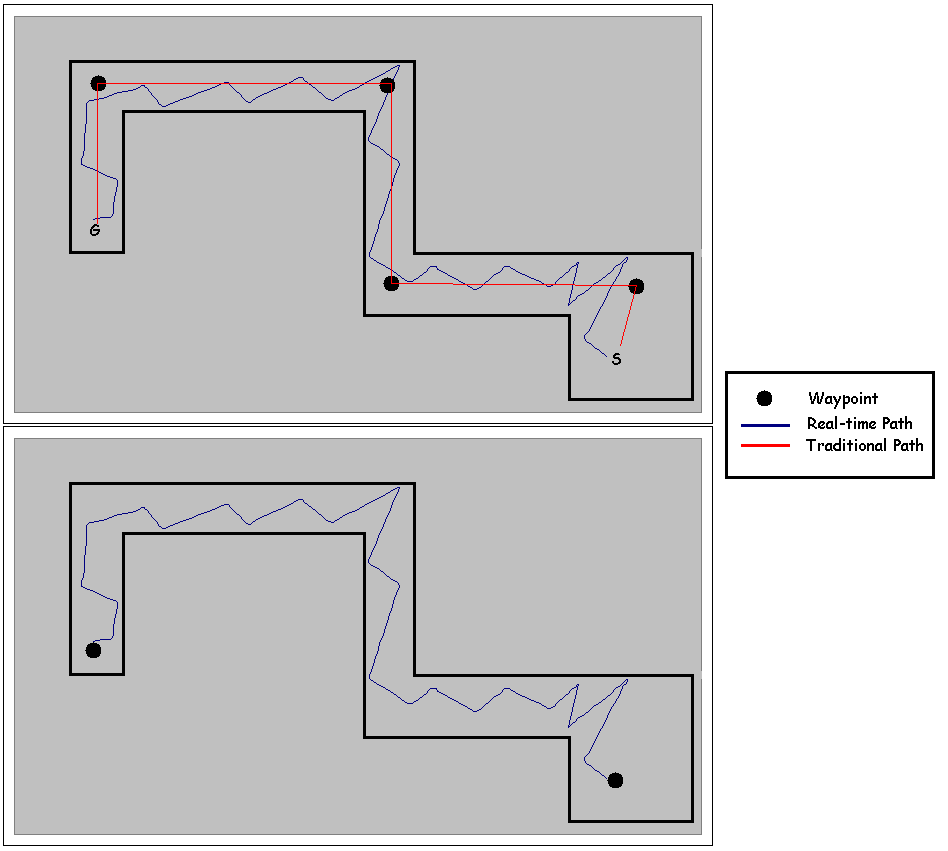 G
S
Waypoint
Real-time Path
Traditional Path